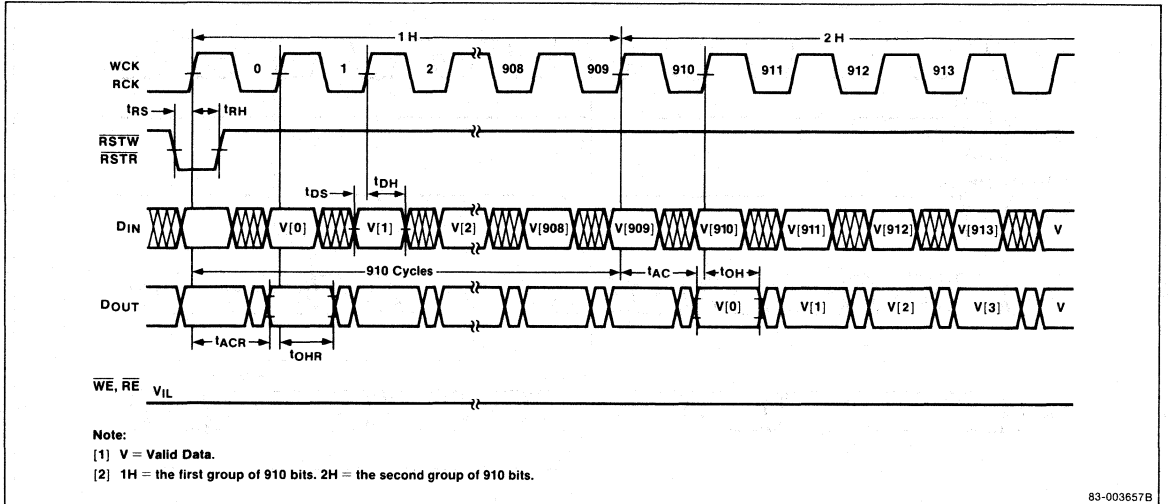 1 H
2 H
WCK
RCK
0
1
2
908
909
910
911
912
913
tRS
tRH
RSTW
RSTR
tDS
tDH
DIN
V[0]
V[1]
V[2]
V[908]
V[909]
V[910]
V[911]
V[912]
V[913]
V
910 Cycles
tAC
tOH
DOUT
V[0]
V[1]
V[2]
V[3]
V
tACR
tOHR
WE, RE VIL
Note:
[1] V = Valid Data.
[2] 1H = the first group of 910 bits. 2H = the second group of 910 bits.
83-003657B